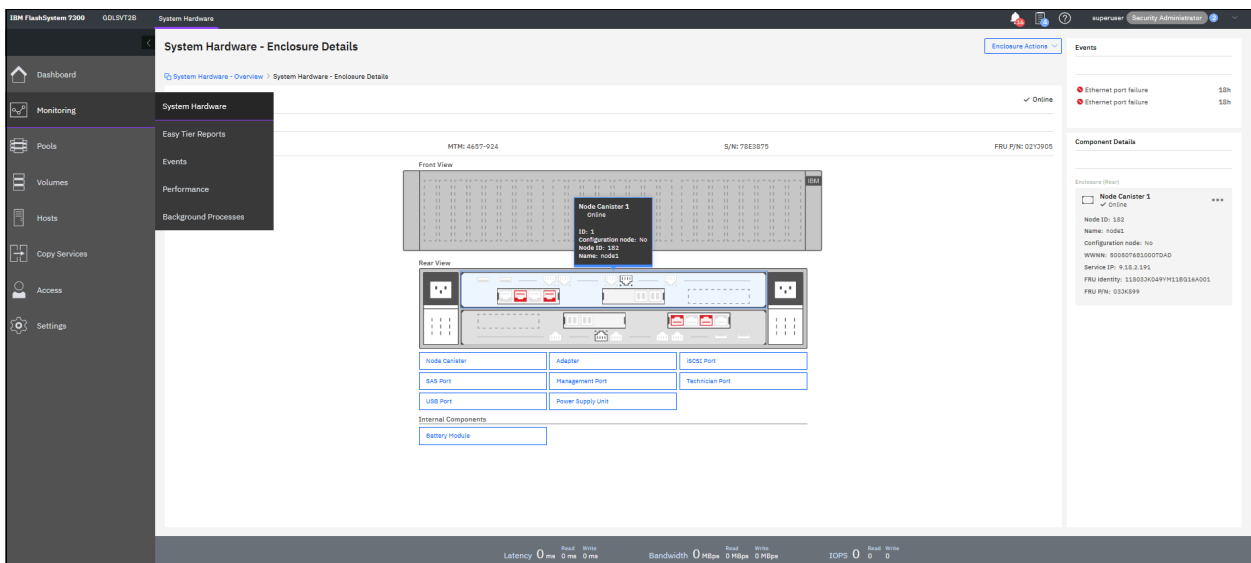 IBM FlashSystem 7300 GDLSVT28 System Hardware
superuser Security Administrator 2
System Hardware - Enclosure Details
Enclosure Actions
System Hardware - Overview > System Hardware - Enclosure Details
Dashboard
Monitoring
Pools
Volumes
Hosts
Copy Services
Access
Settings
System Hardware
Easy Tier Reports
Events
Performance
Background Processes
Online
MTM: 4657-924 S/N: 78E3875 FRU P/N: 02YJ905
Front View
IBM
Node Canister 1
Online
ID: 1
Configuration node: No
Node ID: 182
Name: node1
Rear View
Node Canister Adapter iSCSI Port
SAS Port Management Port Technician Port
USB Port Power Supply Unit
Internal Components
Battery Module
Events
Ethernet port failure 18h
Ethernet port failure 18h
Component Details
Enclosure (Rear)
Node Canister 1
Online
Node ID: 182
Name: node1
Configuration node: No
WWNN: 500507681000TDAD
Service IP: 9.18.2.191
FRU identity: 11S03JK049YM11BG16A001
FRU P/N: 03JK899
Read Write
Latency 0 ms 0 ms 0 ms
Read Write
Bandwidth 0 MBps 0 MBps 0 MBps
Read Write
IOPS 0 0 0